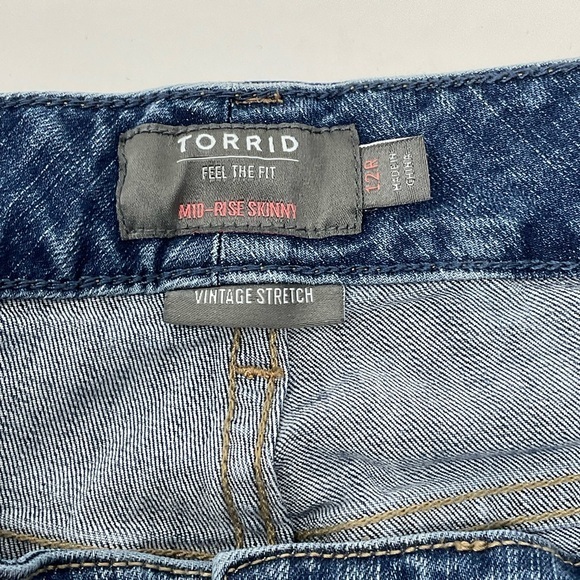 TORRID
FEEL THE FIT
MID-RISE SKINNY
12R
MADE IN
CHINA
VINTAGE STRETCH